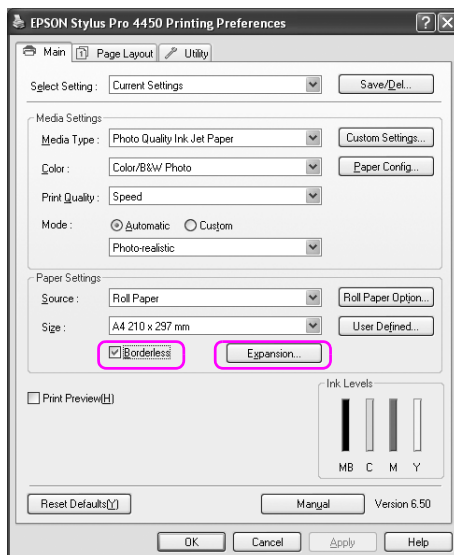 EPSON Stylus Pro 4450 Printing Preferences
Main Page Layout Utility
Select Setting : Current Settings Save/Del...
Media Settings
Media Type : Photo Quality Ink Jet Paper Custom Settings...
Color : Color/B&W Photo Paper Config...
Print Quality : Speed
Mode : Automatic Custom
Photo-realistic
Paper Settings
Source : Roll Paper Roll Paper Option...
Size : A4 210 x 297 mm User Defined...
Borderless Expansion...
Print Preview(H) Ink Levels
MB C M Y
Reset Defaults(Y) Manual Version 6.50
OK Cancel Apply Help